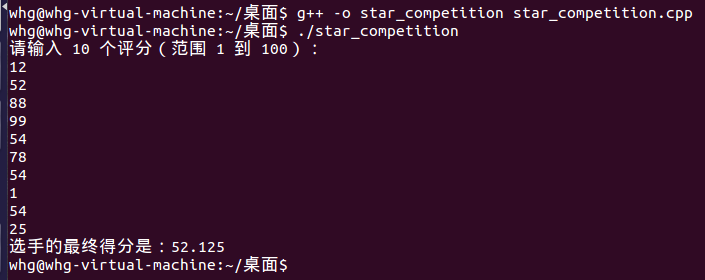 whg@whg-virtual-machine:~/桌面$ g++ -o star_competition star_competition.cpp
whg@whg-virtual-machine:~/桌面$ ./star_competition
请输入 10 个评分（范围 1 到 100）：
12
52
88
99
54
78
54
1
54
25
选手的最终得分是：52.125
whg@whg-virtual-machine:~/桌面$